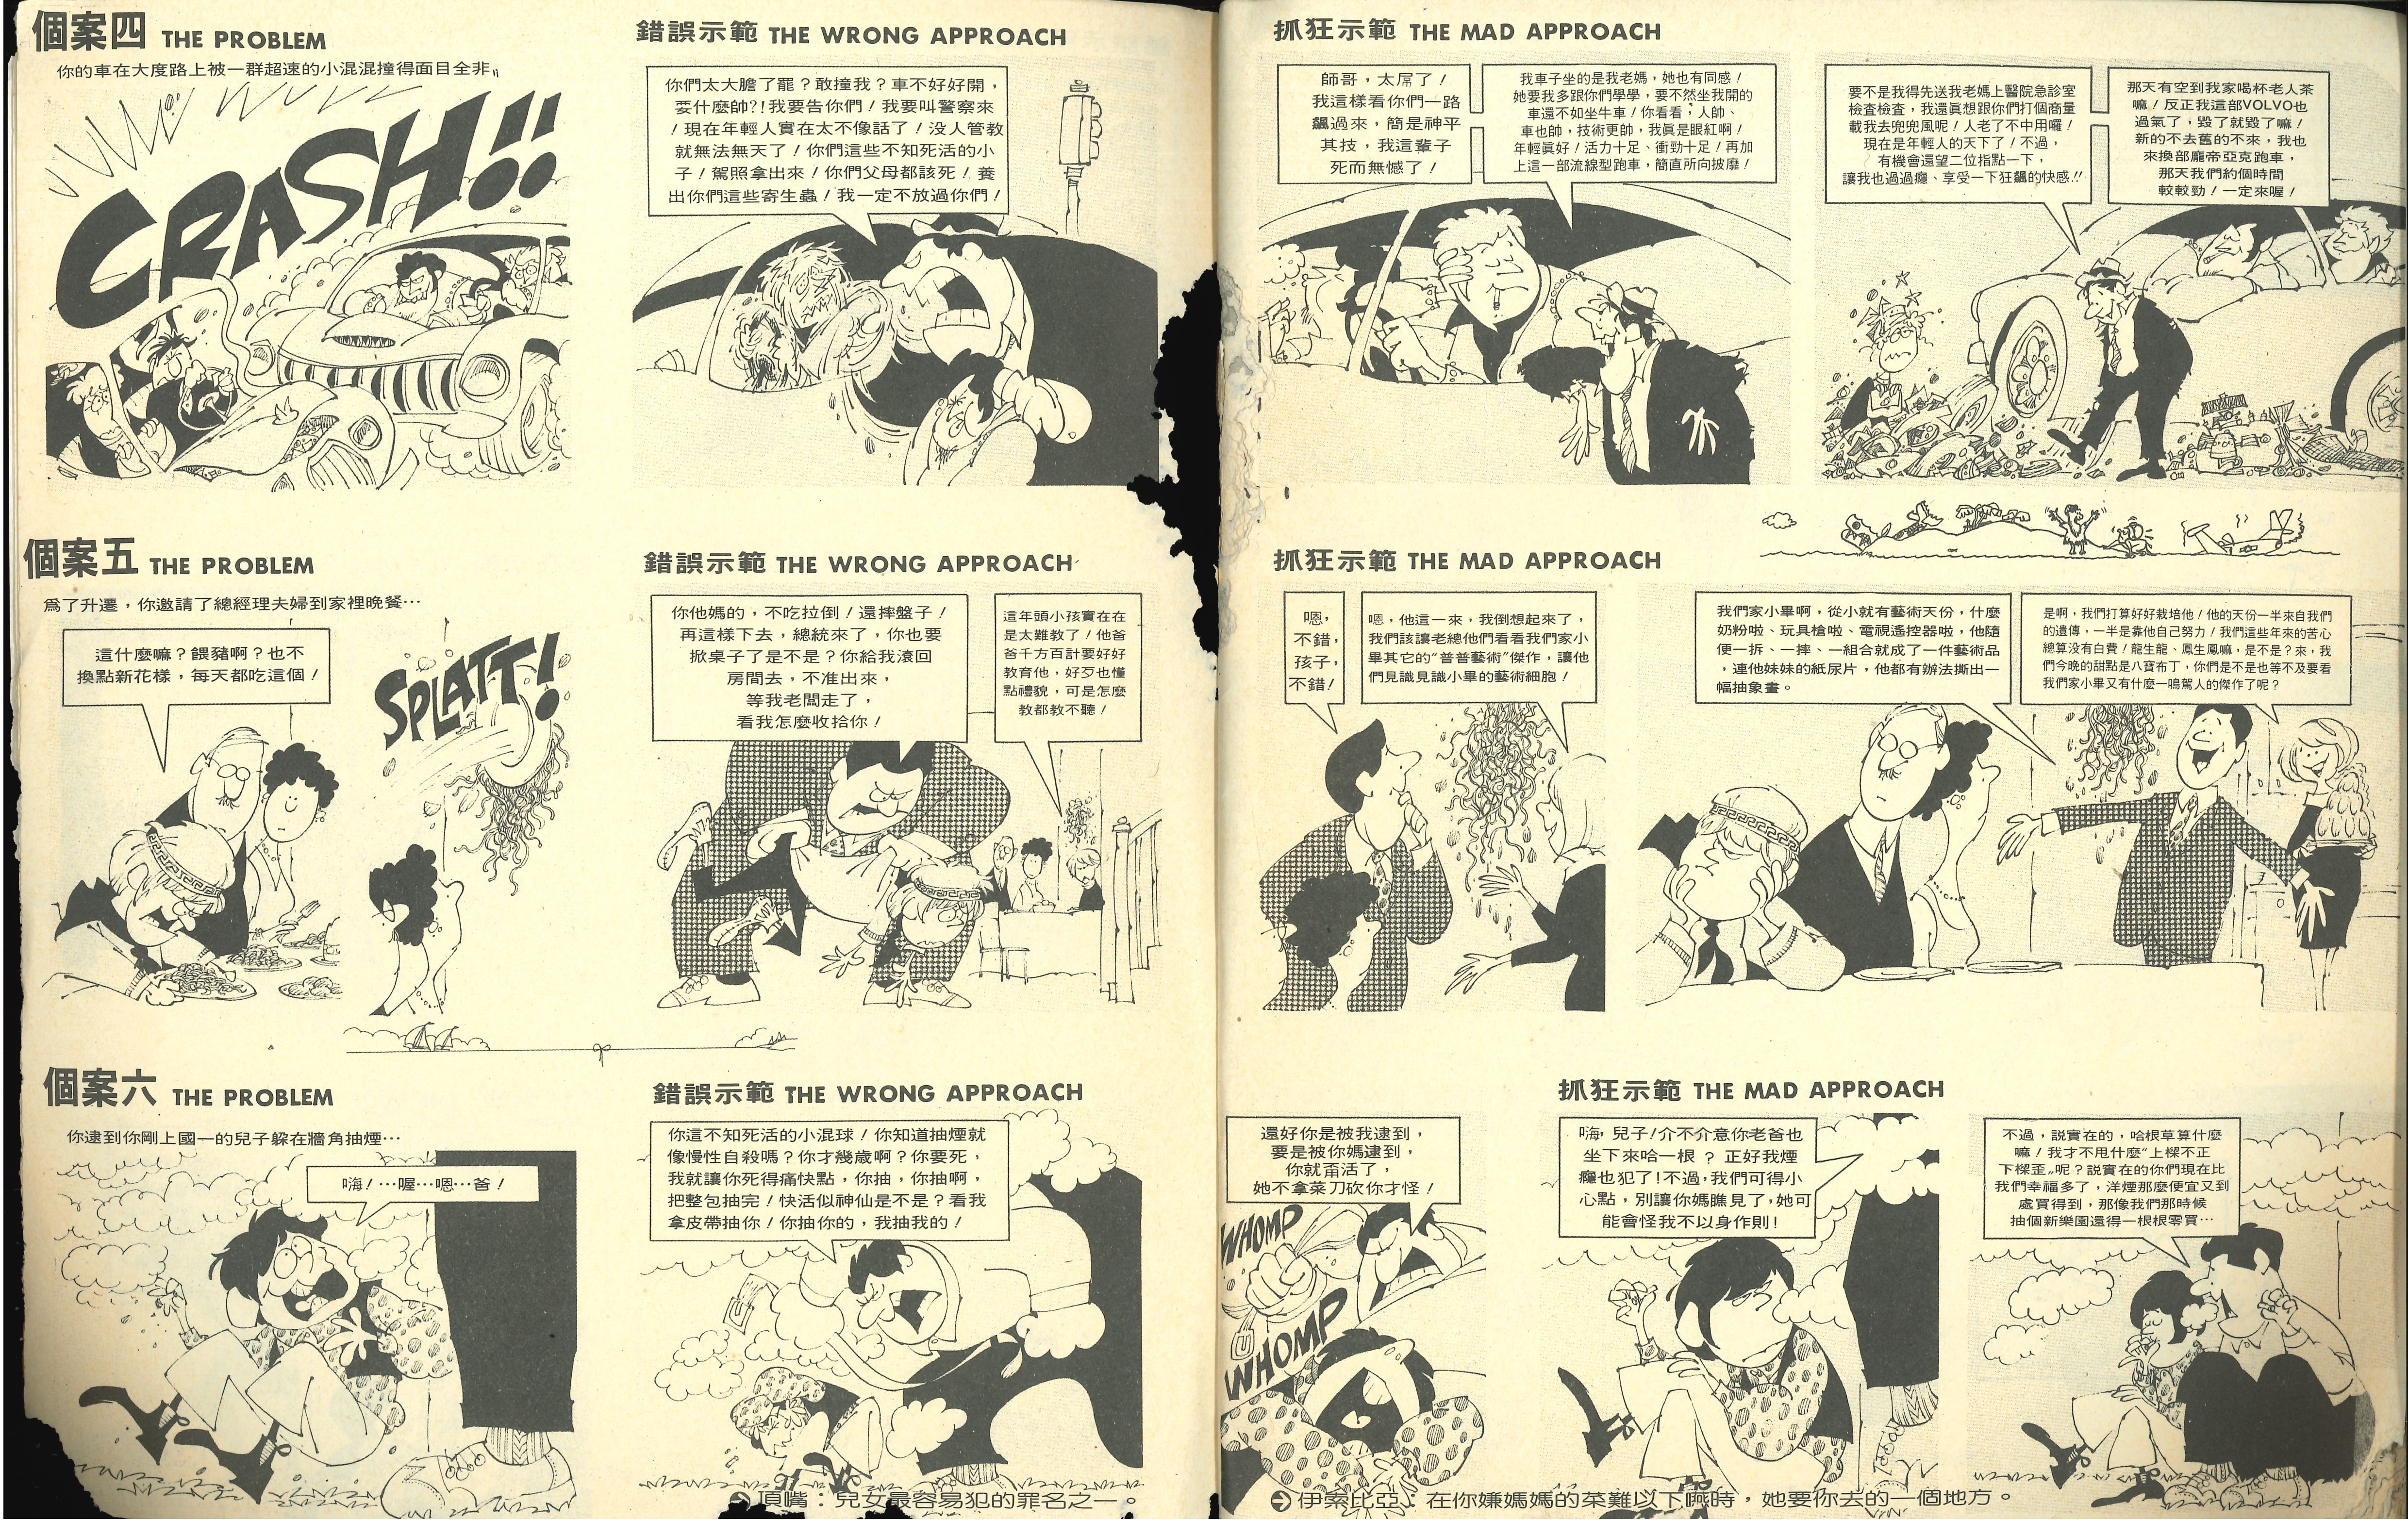 個案四 THE PROBLEM
你的車在大度路上被一群超速的小混混撞得面目全非。
CRASH!!
錯誤示範 THE WRONG APPROACH
你們太大膽了罷？敢撞我？車不好好開，
耍什麼帥?!我要告你們！我要叫警察來
！現在年輕人實在太不像話了！沒人管教
就無法無天了！你們這些不知死活的小
子！駕照拿出來！你們父母都該死！養
出你們這些寄生蟲！我一定不放過你們！
抓狂示範 THE MAD APPROACH
師哥，太屌了！
我這樣看你們一路
飆過來，簡是神乎
其技，我這輩子
死而無憾了！
我車子坐的是我老媽，她也有同感！
她要我多跟你們學學，要不然坐我開的
車還不如坐牛車！你看看，人帥、
車也帥，技術更帥，我眞是眼紅啊！
年輕眞好！活力十足、衝勁十足！再加
上這一部流線型跑車，簡直所向披靡！
要不是我得先送我老媽上醫院急診室
檢査檢査，我還眞想跟你們打個商量
載我去兜兜風呢！人老了不中用囉！
現在是年輕人的天下了！不過，
有機會還望二位指點一下，
讓我也過過癮、享受一下狂飆的快感!!
那天有空到我家喝杯老人茶
嘛！反正我這部VOLVO也
過氣了，毀了就毀了嘛！
新的不去舊的不來，我也
來換部龐帝亞克跑車，
那天我們約個時間
較較勁！一定來喔！
個案五 THE PROBLEM
爲了升遷，你邀請了總經理夫婦到家裡晚餐…
這什麼嘛？餵豬啊？也不
換點新花樣，每天都吃這個！
SPLATT!
錯誤示範 THE WRONG APPROACH
你他媽的，不吃拉倒！還摔盤子！
再這樣下去，總統來了，你也要
掀桌子了是不是？你給我滾回
房間去，不准出來，
等我老闆走了，
看我怎麼收拾你！
這年頭小孩實在在
是太難教了！他爸
爸千方百計要好好
教育他，好歹也懂
點禮貌，可是怎麼
教都教不聽！
抓狂示範 THE MAD APPROACH
嗯，
不錯，
孩子，
不錯！
嗯，他這一來，我倒想起來了，
我們該讓老總他們看看我們家小
畢其它的“普普藝術”傑作，讓他
們見識見識小畢的藝術細胞！
我們家小畢啊，從小就有藝術天份，什麼
奶粉啦、玩具槍啦、電視遙控器啦，他隨
便一拆、一摔、一組合就成了一件藝術品
，連他妹妹的紙尿片，他都有辦法撕出一
幅抽象畫。
是啊，我們打算好好栽培他！他的天份一半來自我們
的遺傳，一半是靠他自己努力！我們這些年來的苦心
總算沒有白費！龍生龍、鳳生鳳嘛，是不是？來，我
們今晚的甜點是八寶布丁，你們是不是也等不及要看
我們家小畢又有什麼一鳴駕人的傑作了呢？
個案六 THE PROBLEM
你逮到你剛上國一的兒子躱在牆角抽煙…
嗨！…喔…嗯…爸！
錯誤示範 THE WRONG APPROACH
你這不知死活的小混球！你知道抽煙就
像慢性自殺嗎？你才幾歲啊？你要死，
我就讓你死得痛快點，你抽，你抽啊，
把整包抽完！快活似神仙是不是？看我
拿皮帶抽你！你抽你的，我抽我的！
還好你是被我逮到，
要是被你媽逮到，
你就甭活了，
她不拿菜刀砍你才怪！
WHOMP
WHOMP
抓狂示範 THE MAD APPROACH
嗨，兒子！介不介意你老爸也
坐下來哈一根？正好我煙
癮也犯了！不過，我們可得小
心點，別讓你媽瞧見了，她可
能會怪我不以身作則！
不過，説實在的，哈根草算什麼
嘛！我才不甩什麼“上樑不正
下樑歪”呢？説實在的你們現在比
我們幸福多了，洋煙那麼便宜又到
處買得到，那像我們那時候
抽個新樂園還得一根根零買…
頂嘴：兒女最容易犯的罪名之一。
伊索比亞：在你嫌媽媽的菜難以下嚥時，她要你去的一個地方。